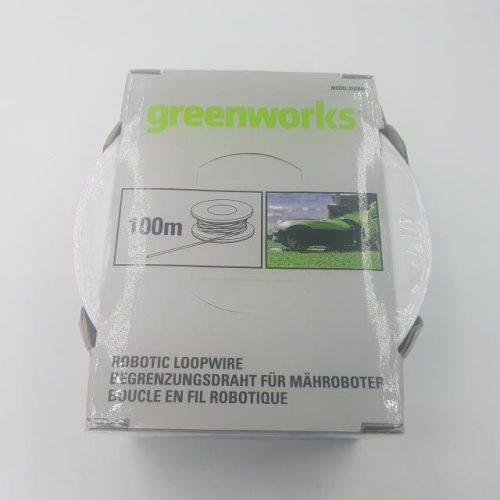 greenworks
100m
ROBOTIC LOOPWIRE
BEGRENZUNGSDRAHT FÜR MÄHROBOTER
BOUCLE EN FIL ROBOTIQUE